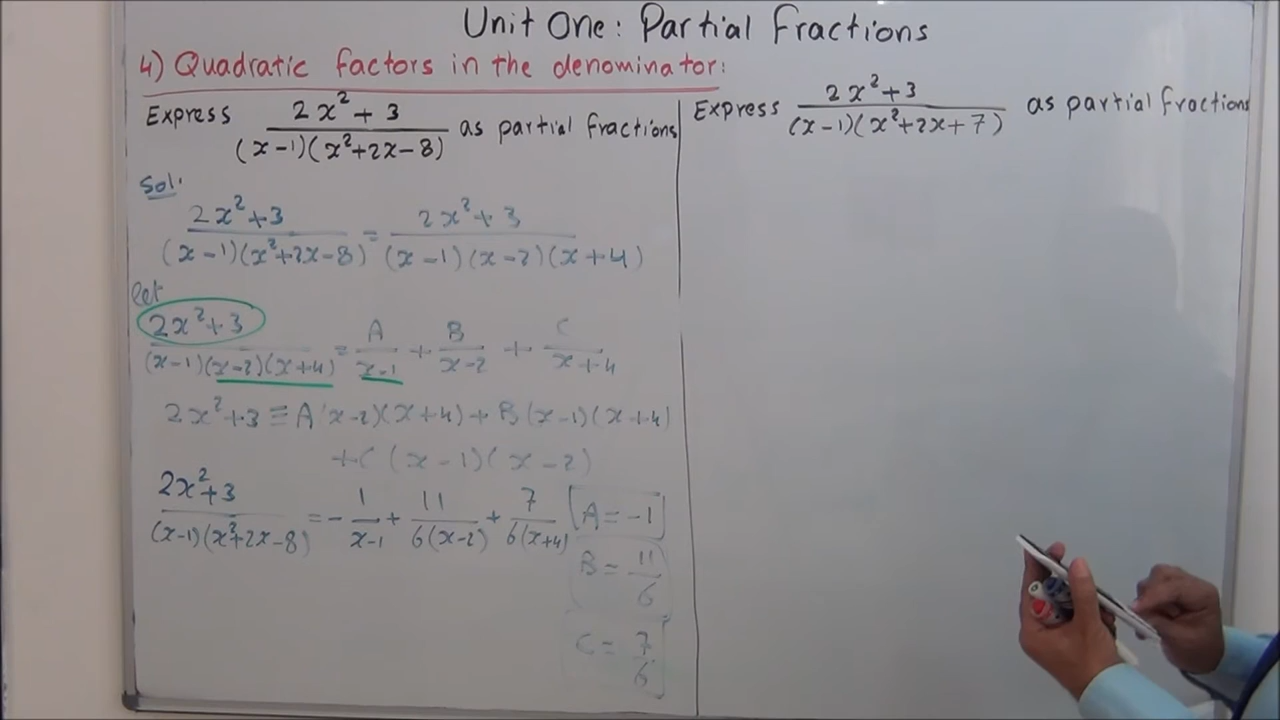 Unit One: Partial Fractions
4) Quadratic factors in the denominator:
Express (2x² + 3)/((x-1)(x²+2x-8)) as partial fractions
Sol.
(2x²+3)/((x-1)(x²+2x-8)) = (2x²+3)/((x-1)(x-2)(x+4))
let
(2x²+3)/((x-1)(x-2)(x+4)) = A/(x-1) + B/(x-2) + C/(x+4)
2x²+3 ≡ A(x-2)(x+4) + B(x-1)(x+4)
+C(x-1)(x-2)
(2x²+3)/((x-1)(x²+2x-8)) = -1/(x-1) + 11/(6(x-2)) + 7/(6(x+4))
A = -1
B = 11/6
C = 7/6
Express (2x²+3)/((x-1)(x²+2x+7)) as partial fractions